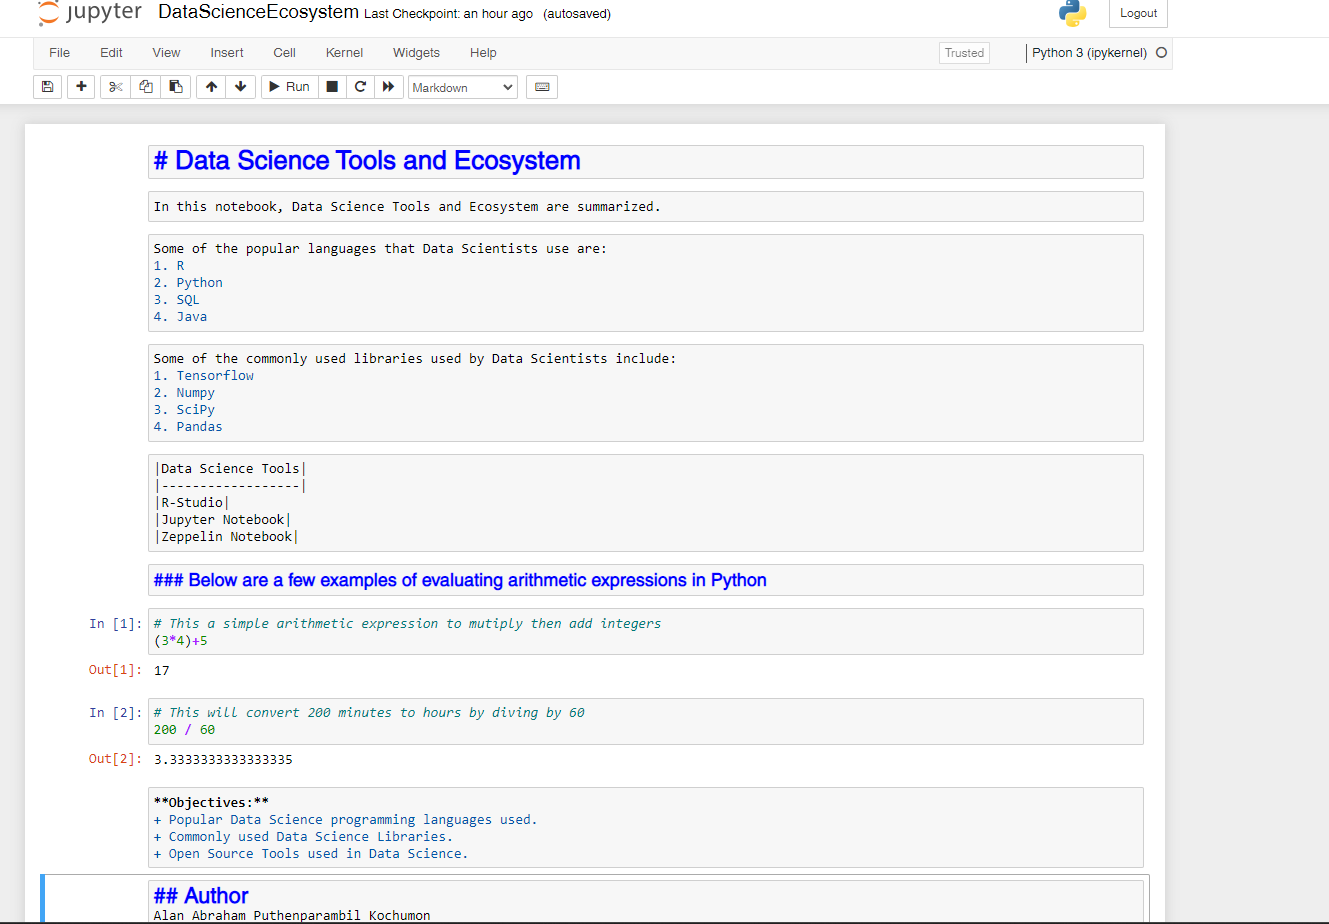 jupyter DataScienceEcosystem Last Checkpoint: an hour ago (autosaved) Logout
File Edit View Insert Cell Kernel Widgets Help Trusted Python 3 (ipykernel)
Run Markdown
# Data Science Tools and Ecosystem
In this notebook, Data Science Tools and Ecosystem are summarized.
Some of the popular languages that Data Scientists use are:
1. R
2. Python
3. SQL
4. Java
Some of the commonly used libraries used by Data Scientists include:
1. Tensorflow
2. Numpy
3. SciPy
4. Pandas
|Data Science Tools|
|------------------|
|R-Studio|
|Jupyter Notebook|
|Zeppelin Notebook|
### Below are a few examples of evaluating arithmetic expressions in Python
In [1]: # This a simple arithmetic expression to mutiply then add integers
(3*4)+5
Out[1]: 17
In [2]: # This will convert 200 minutes to hours by diving by 60
200 / 60
Out[2]: 3.3333333333333335
**Objectives:**
+ Popular Data Science programming languages used.
+ Commonly used Data Science Libraries.
+ Open Source Tools used in Data Science.
## Author
Alan Abraham Puthenparambil Kochumon